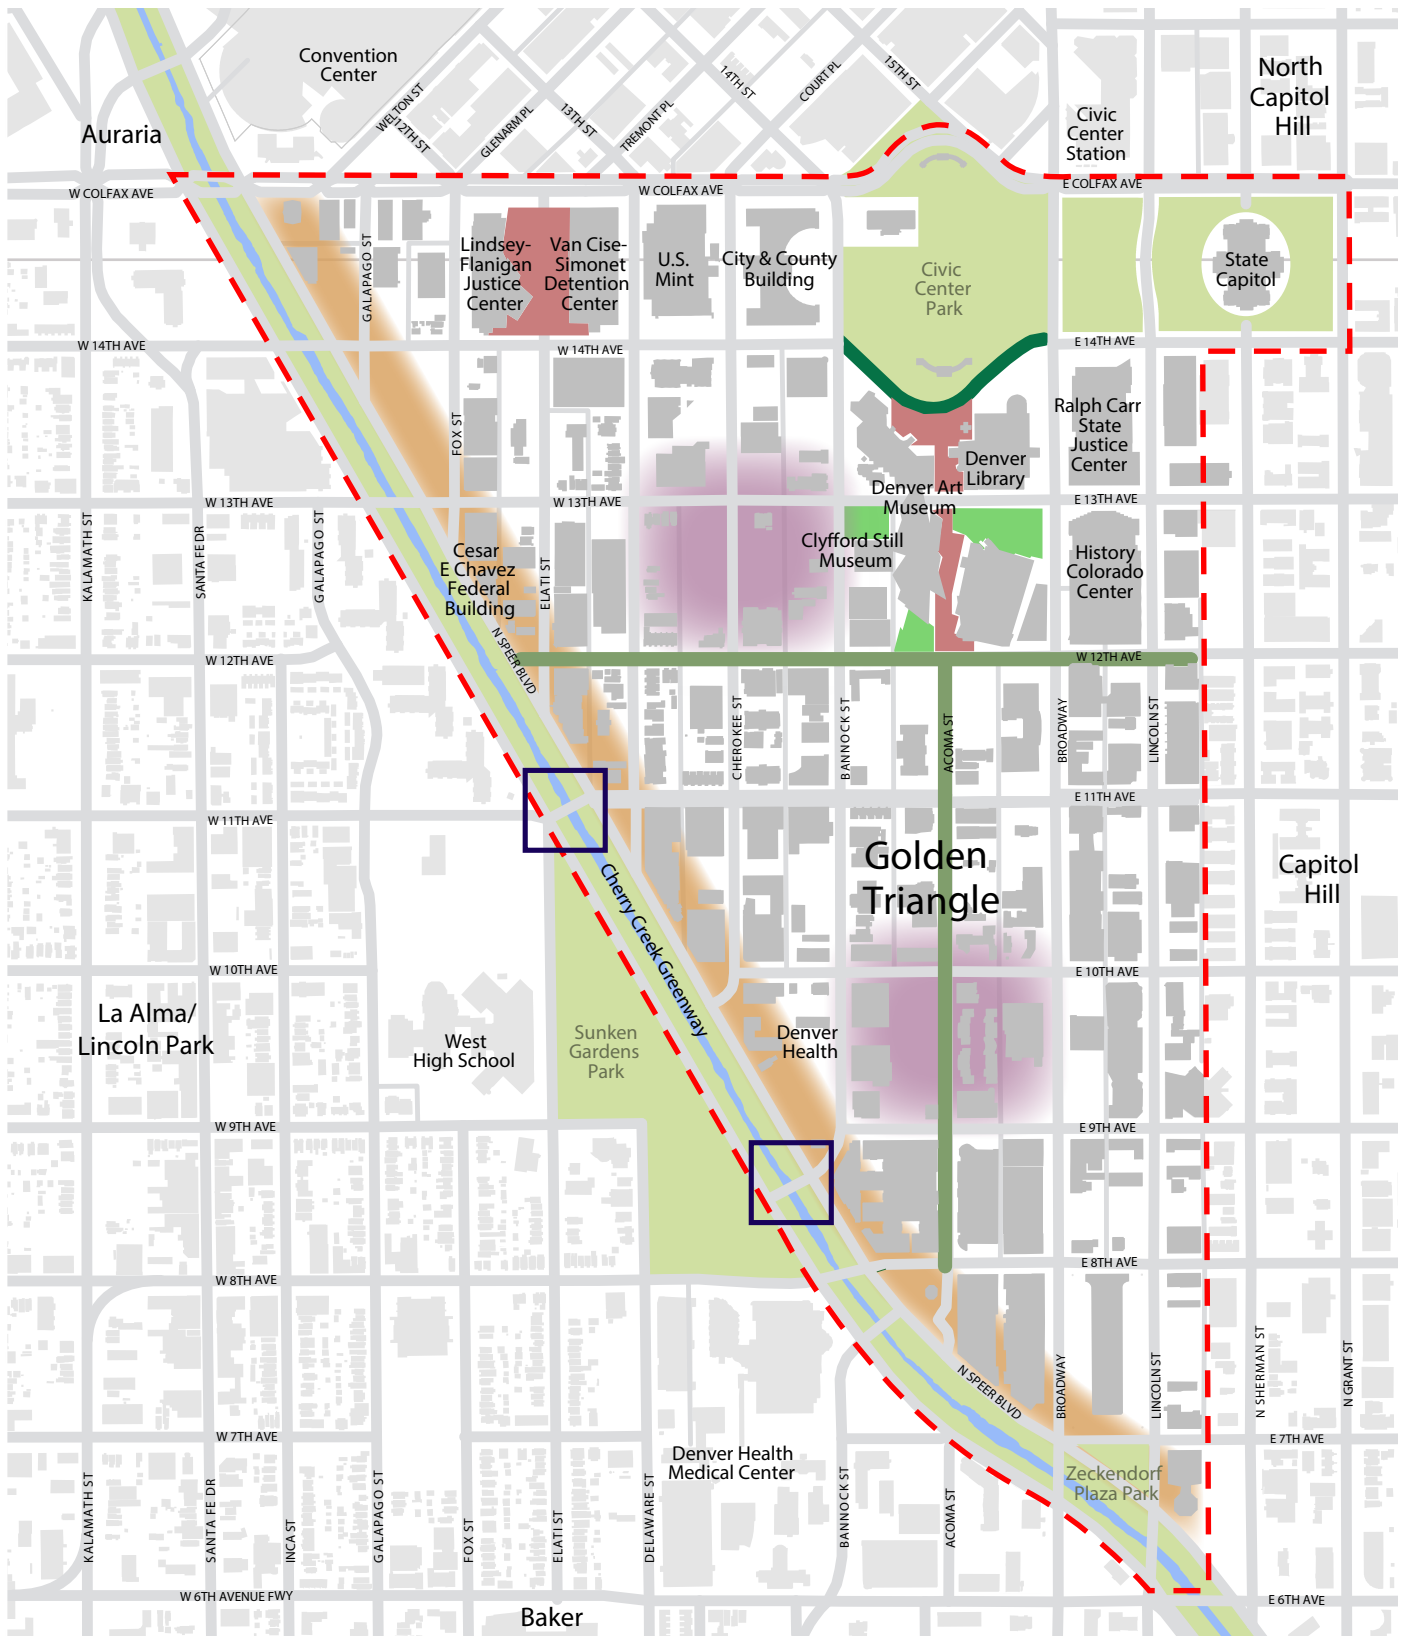 Convention
Center
North
Capitol
Hill
Auraria
WELTON ST
12TH ST
GLENARM PL
13TH ST
TREMONT PL
14TH ST
COURT PL
15TH ST
Civic
Center
Station
W COLFAX AVE
W COLFAX AVE
E COLFAX AVE
GALAPAGO ST
Lindsey-
Flanigan
Justice
Center
Van Cise-
Simonet
Detention
Center
U.S.
Mint
City & County
Building
Civic
Center
Park
State
Capitol
W 14TH AVE
W 14TH AVE
E 14TH AVE
FOX ST
Ralph Carr
State
Justice
Center
Denver
Library
Denver Art
Museum
W 13TH AVE
W 13TH AVE
E 13TH AVE
KALAMATH ST
SANTA FE DR
GALAPAGO ST
Cesar
E Chavez
Federal
Building
ELATI ST
Clyfford Still
Museum
History
Colorado
Center
N SPEER BLVD
W 12TH AVE
W 12TH AVE
CHEROKEE ST
BANNOCK ST
ACOMA ST
BROADWAY
LINCOLN ST
W 11TH AVE
E 11TH AVE
Golden
Triangle
Capitol
Hill
Cherry Creek Greenway
W 10TH AVE
E 10TH AVE
La Alma/
Lincoln Park
West
High School
Sunken
Gardens
Park
Denver
Health
W 9TH AVE
E 9TH AVE
W 8TH AVE
E 8TH AVE
N SPEER BLVD
BROADWAY
LINCOLN ST
N SHERMAN ST
N GRANT ST
W 7TH AVE
E 7TH AVE
Denver Health
Medical Center
Zeckendorf
Plaza Park
KALAMATH ST
SANTA FE DR
INCA ST
GALAPAGO ST
FOX ST
ELATI ST
DELAWARE ST
BANNOCK ST
ACOMA ST
W 6TH AVENUE FWY
E 6TH AVE
Baker